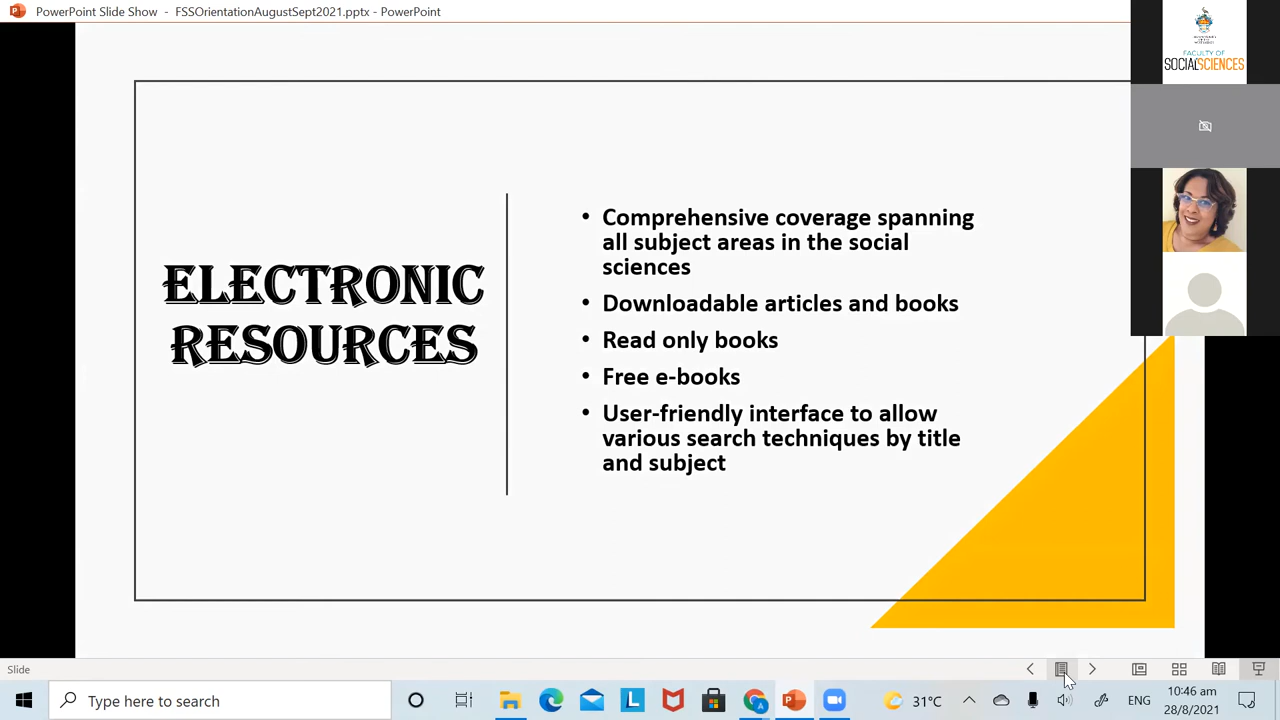 PowerPoint Slide Show - FSSOrientationAugustSept2021.pptx - PowerPoint
FACULTY OF
SOCIALSCIENCES
ELECTRONIC
RESOURCES
• Comprehensive coverage spanning
all subject areas in the social
sciences
• Downloadable articles and books
• Read only books
• Free e-books
• User-friendly interface to allow
various search techniques by title
and subject
Slide
Type here to search
L
31°C
ENG
10:46 am
28/8/2021